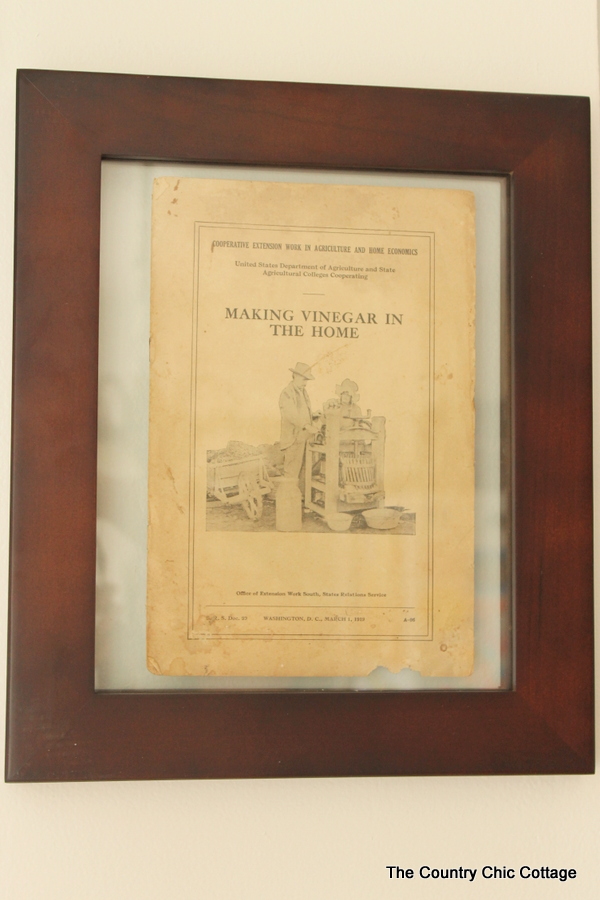 COOPERATIVE EXTENSION WORK IN AGRICULTURE AND HOME ECONOMICS
United States Department of Agriculture and State
Agricultural Colleges Cooperating
MAKING VINEGAR IN
THE HOME
Office of Extension Work South, States Relations Service
WASHINGTON, D. C., MARCH 1,
The Country Chic Cottage